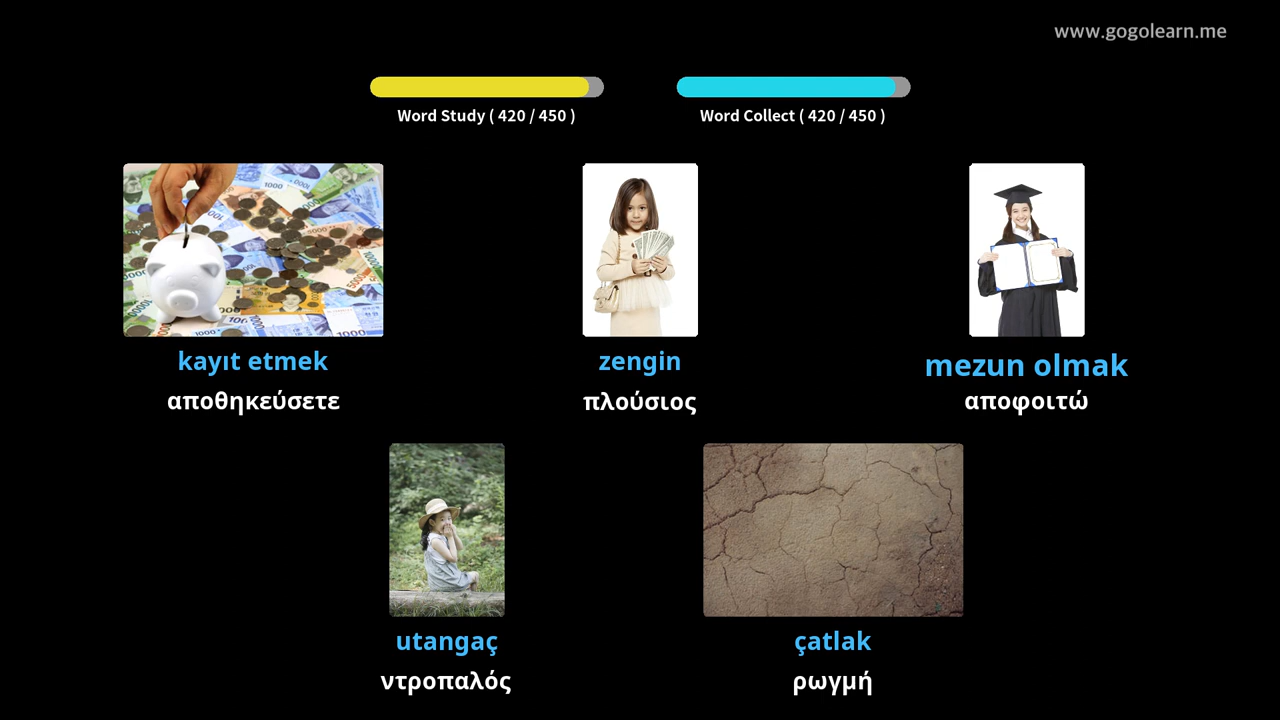 www.gogolearn.me
Word Study ( 420 / 450 )
Word Collect ( 420 / 450 )
kayıt etmek
αποθηκεύσετε
zengin
πλούσιος
mezun olmak
αποφοιτώ
utangaç
ντροπαλός
çatlak
ρωγμή